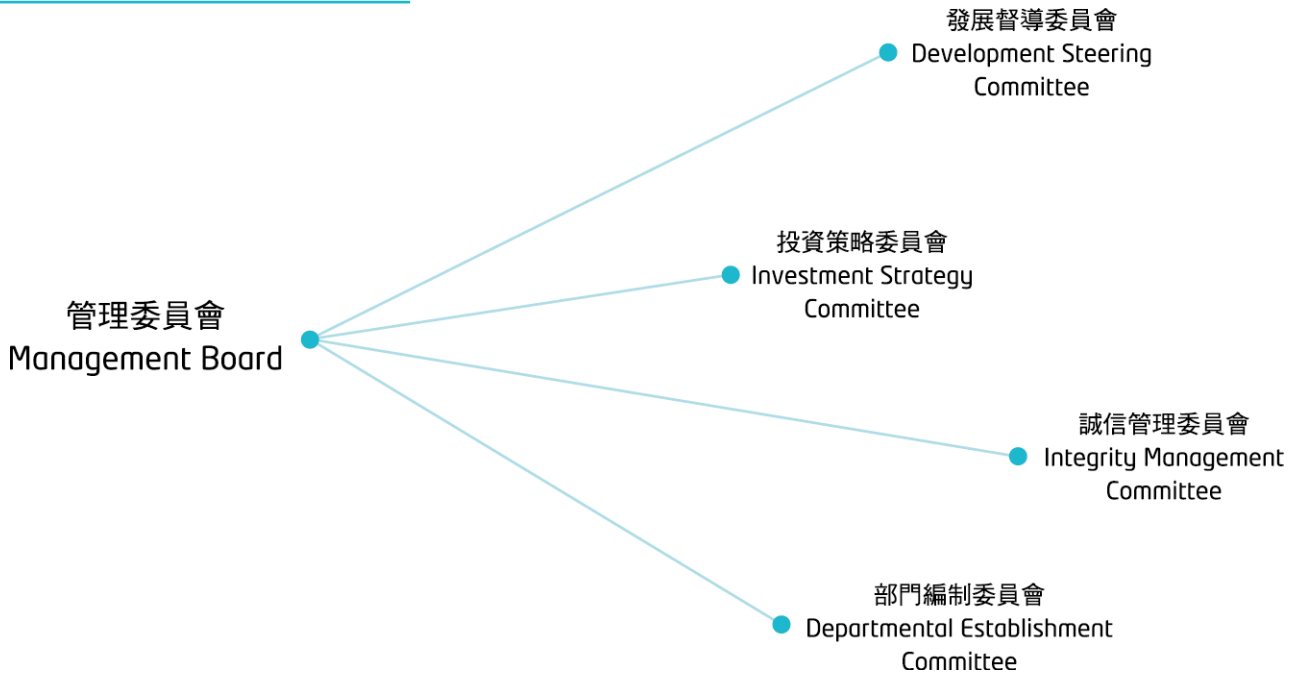 發展督導委員會
Development Steering
Committee
投資策略委員會
Investment Strategy
Committee
管理委員會
Management Board
誠信管理委員會
Integrity Management
Committee
部門編制委員會
Departmental Establishment
Committee